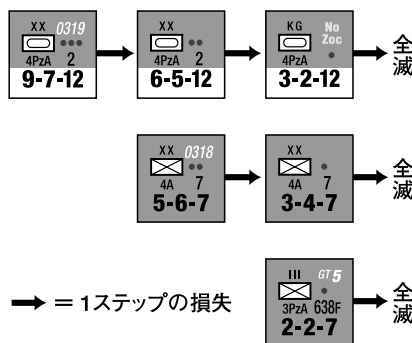 XX 0319
4PzA 2
9-7-12
XX
4PzA 2
6-5-12
KG No Zoc
4PzA
3-2-12
全滅
XX 0318
4A 7
5-6-7
XX
4A 7
3-4-7
全滅
= 1ステップの損失
III GT 5
3PzA 638F
2-2-7
全滅